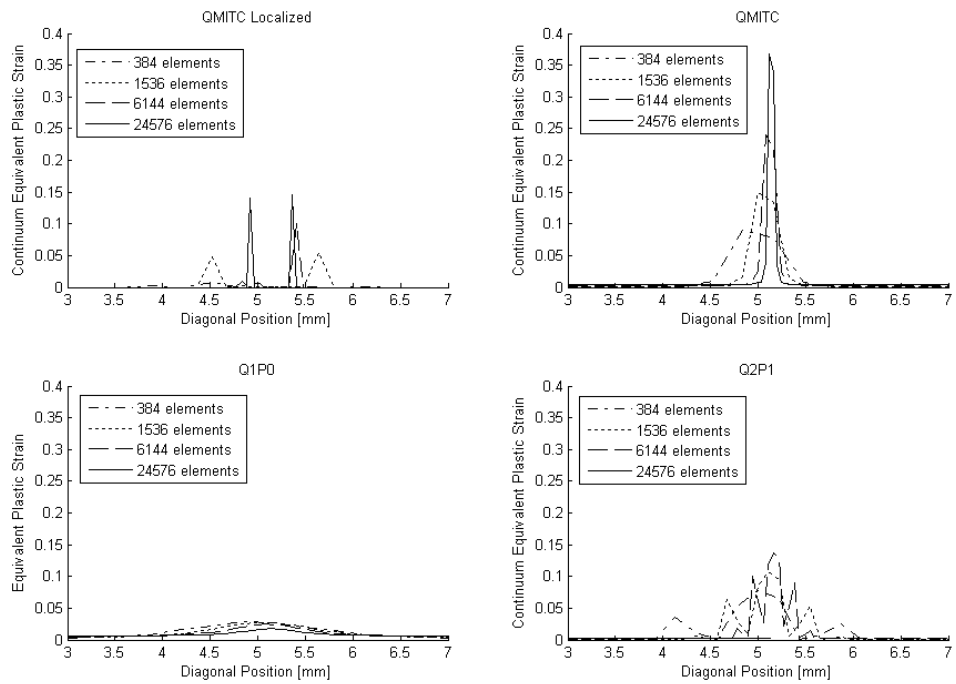 QMITC Localized
Continuum Equivalent Plastic Strain
0.4
0.35
0.3
0.25
0.2
0.15
0.1
0.05
0
384 elements
1536 elements
6144 elements
24576 elements
3 3.5 4 4.5 5 5.5 6 6.5 7
Diagonal Position [mm]
QMITC
Continuum Equivalent Plastic Strain
0.4
0.35
0.3
0.25
0.2
0.15
0.1
0.05
0
384 elements
1536 elements
6144 elements
24576 elements
3 3.5 4 4.5 5 5.5 6 6.5 7
Diagonal Position [mm]
Q1P0
Equivalent Plastic Strain
0.4
0.35
0.3
0.25
0.2
0.15
0.1
0.05
0
384 elements
1536 elements
6144 elements
24576 elements
3 3.5 4 4.5 5 5.5 6 6.5 7
Diagonal Position [mm]
Q2P1
Continuum Equivalent Plastic Strain
0.4
0.35
0.3
0.25
0.2
0.15
0.1
0.05
0
384 elements
1536 elements
6144 elements
24576 elements
3 3.5 4 4.5 5 5.5 6 6.5 7
Diagonal Position [mm]